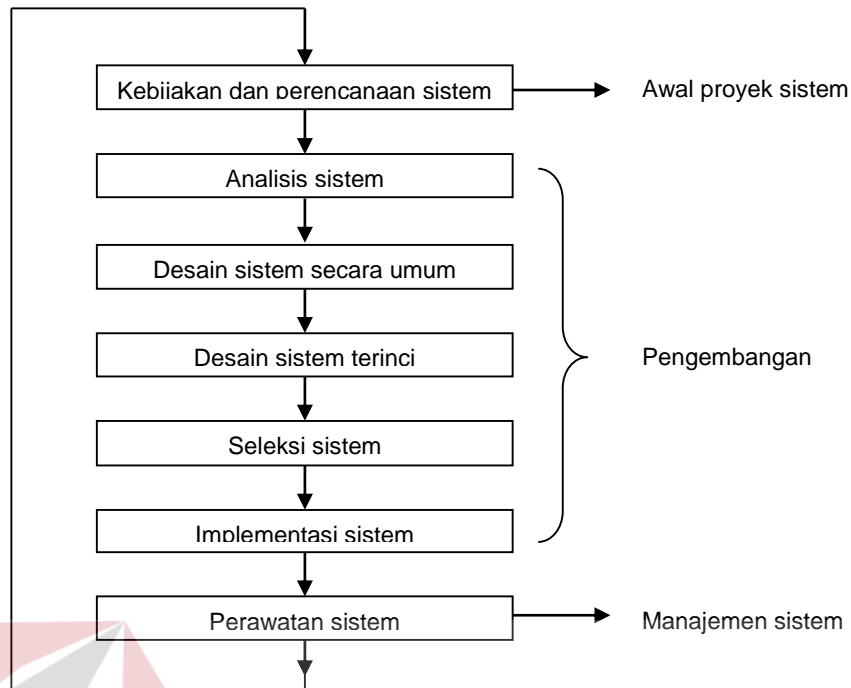 Kebijakan dan perencanaan sistem
Awal proyek sistem
Analisis sistem
Desain sistem secara umum
Desain sistem terinci
Pengembangan
Seleksi sistem
Implementasi sistem
Perawatan sistem
Manajemen sistem